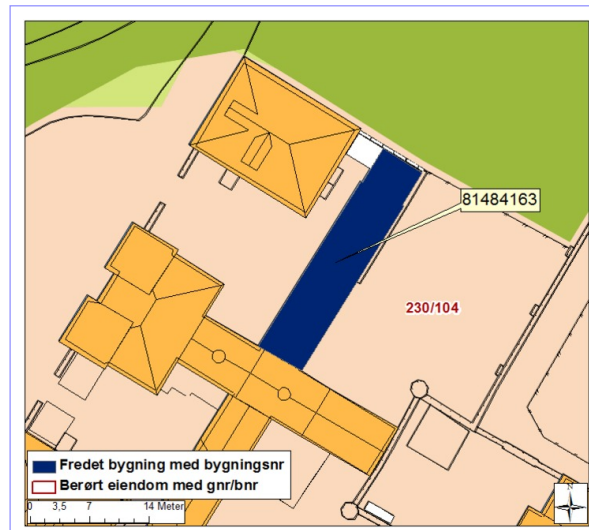 81484163
230/104
Fredet bygning med bygningsnr
Berørt eiendom med gnr/bnr
0 3,5 7 14 Meter
N